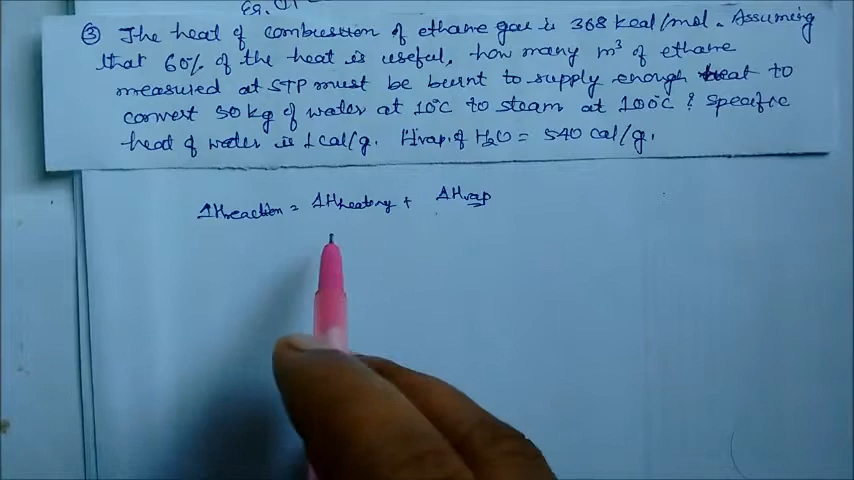 Ex. 01
③ The heat of combustion of ethane gas is 368 kcal/mol. Assuming
that 60% of the heat is useful, how many m³ of ethane
measured at STP must be burnt to supply enough heat to
convert 50kg of water at 10°C to steam at 100°C ? Specific
heat of water is 1 cal/g. Hvap. of H₂O = 540 cal/g.
ΔHreaction = ΔHheating + ΔHvap